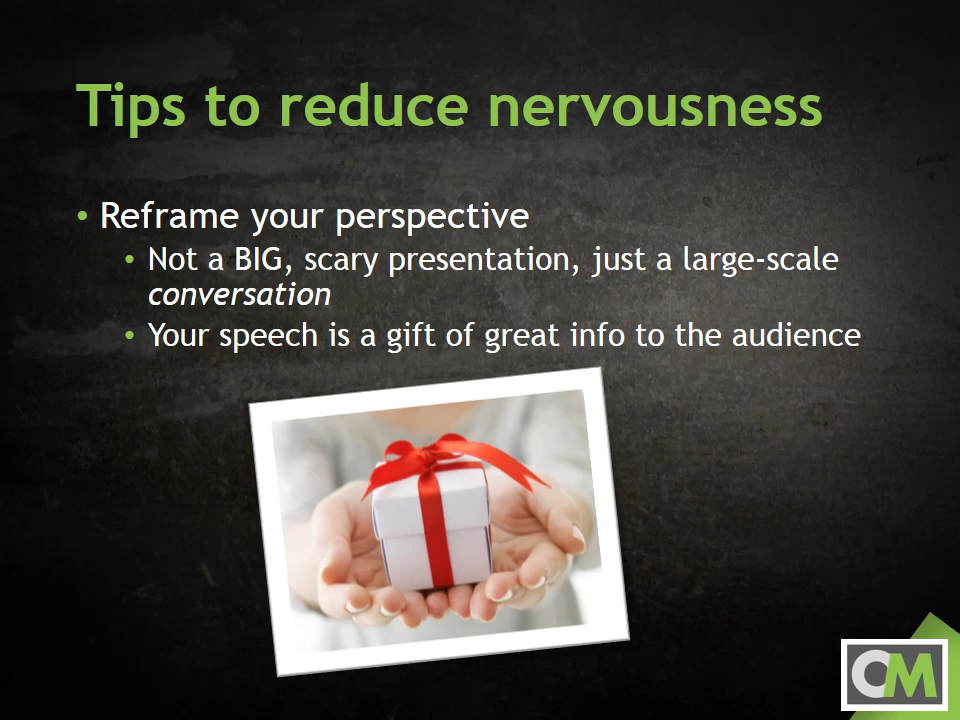 Tips to reduce nervousness
• Reframe your perspective
• Not a BIG, scary presentation, just a large-scale
conversation
• Your speech is a gift of great info to the audience
CM